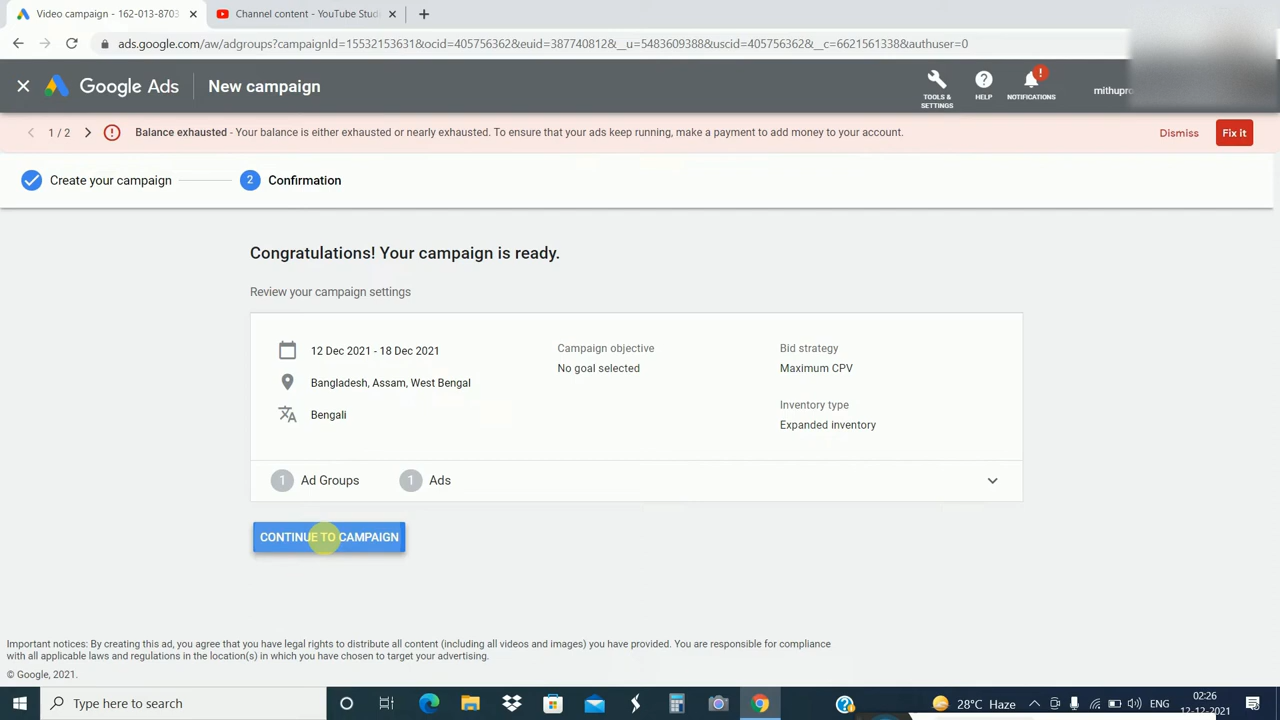 Video campaign - 162-013-8703
Channel content - YouTube Stud
ads.google.com/aw/adgroups?campaignId=15532153631&ocid=405756362&euid=387740812&__u=5483609388&uscid=405756362&__c=6621561338&authuser=0
Google Ads
New campaign
TOOLS &
SETTINGS
HELP
NOTIFICATIONS
mithupro
1 / 2
Balance exhausted - Your balance is either exhausted or nearly exhausted. To ensure that your ads keep running, make a payment to add money to your account.
Dismiss
Fix it
Create your campaign
2 Confirmation
Congratulations! Your campaign is ready.
Review your campaign settings
12 Dec 2021 - 18 Dec 2021
Bangladesh, Assam, West Bengal
Bengali
Campaign objective
No goal selected
Bid strategy
Maximum CPV
Inventory type
Expanded inventory
1 Ad Groups
1 Ads
CONTINUE TO CAMPAIGN
Important notices: By creating this ad, you agree that you have legal rights to distribute all content (including all videos and images) you have provided. You are responsible for compliance
with all applicable laws and regulations in the location(s) in which you have chosen to target your advertising.
© Google, 2021.
Type here to search
28°C Haze
ENG
02:26
12-12-2021